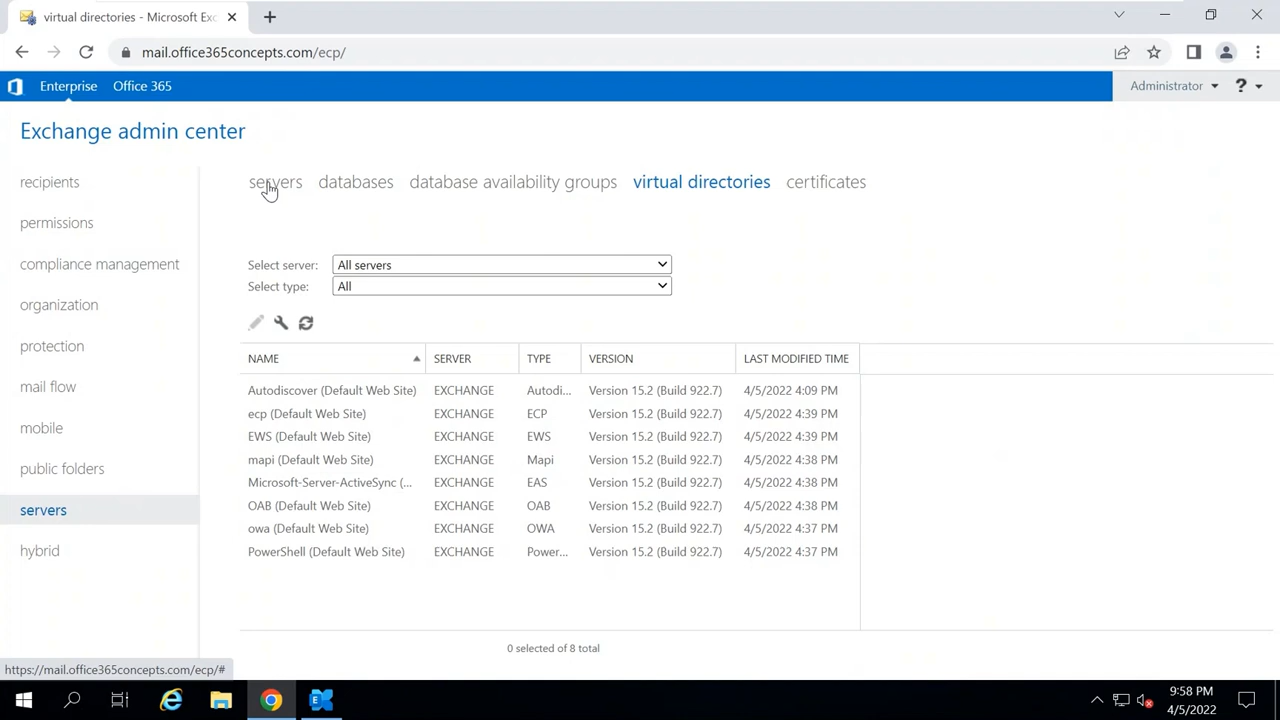 virtual directories - Microsoft Exc
mail.office365concepts.com/ecp/
Enterprise Office 365 Administrator ?
Exchange admin center
recipients
permissions
compliance management
organization
protection
mail flow
mobile
public folders
servers
hybrid
servers databases database availability groups virtual directories certificates
Select server: All servers
Select type: All
NAME SERVER TYPE VERSION LAST MODIFIED TIME
Autodiscover (Default Web Site) EXCHANGE Autodi... Version 15.2 (Build 922.7) 4/5/2022 4:09 PM
ecp (Default Web Site) EXCHANGE ECP Version 15.2 (Build 922.7) 4/5/2022 4:39 PM
EWS (Default Web Site) EXCHANGE EWS Version 15.2 (Build 922.7) 4/5/2022 4:39 PM
mapi (Default Web Site) EXCHANGE Mapi Version 15.2 (Build 922.7) 4/5/2022 4:38 PM
Microsoft-Server-ActiveSync (... EXCHANGE EAS Version 15.2 (Build 922.7) 4/5/2022 4:38 PM
OAB (Default Web Site) EXCHANGE OAB Version 15.2 (Build 922.7) 4/5/2022 4:38 PM
owa (Default Web Site) EXCHANGE OWA Version 15.2 (Build 922.7) 4/5/2022 4:37 PM
PowerShell (Default Web Site) EXCHANGE Power... Version 15.2 (Build 922.7) 4/5/2022 4:37 PM
0 selected of 8 total
https://mail.office365concepts.com/ecp/#
9:58 PM
4/5/2022